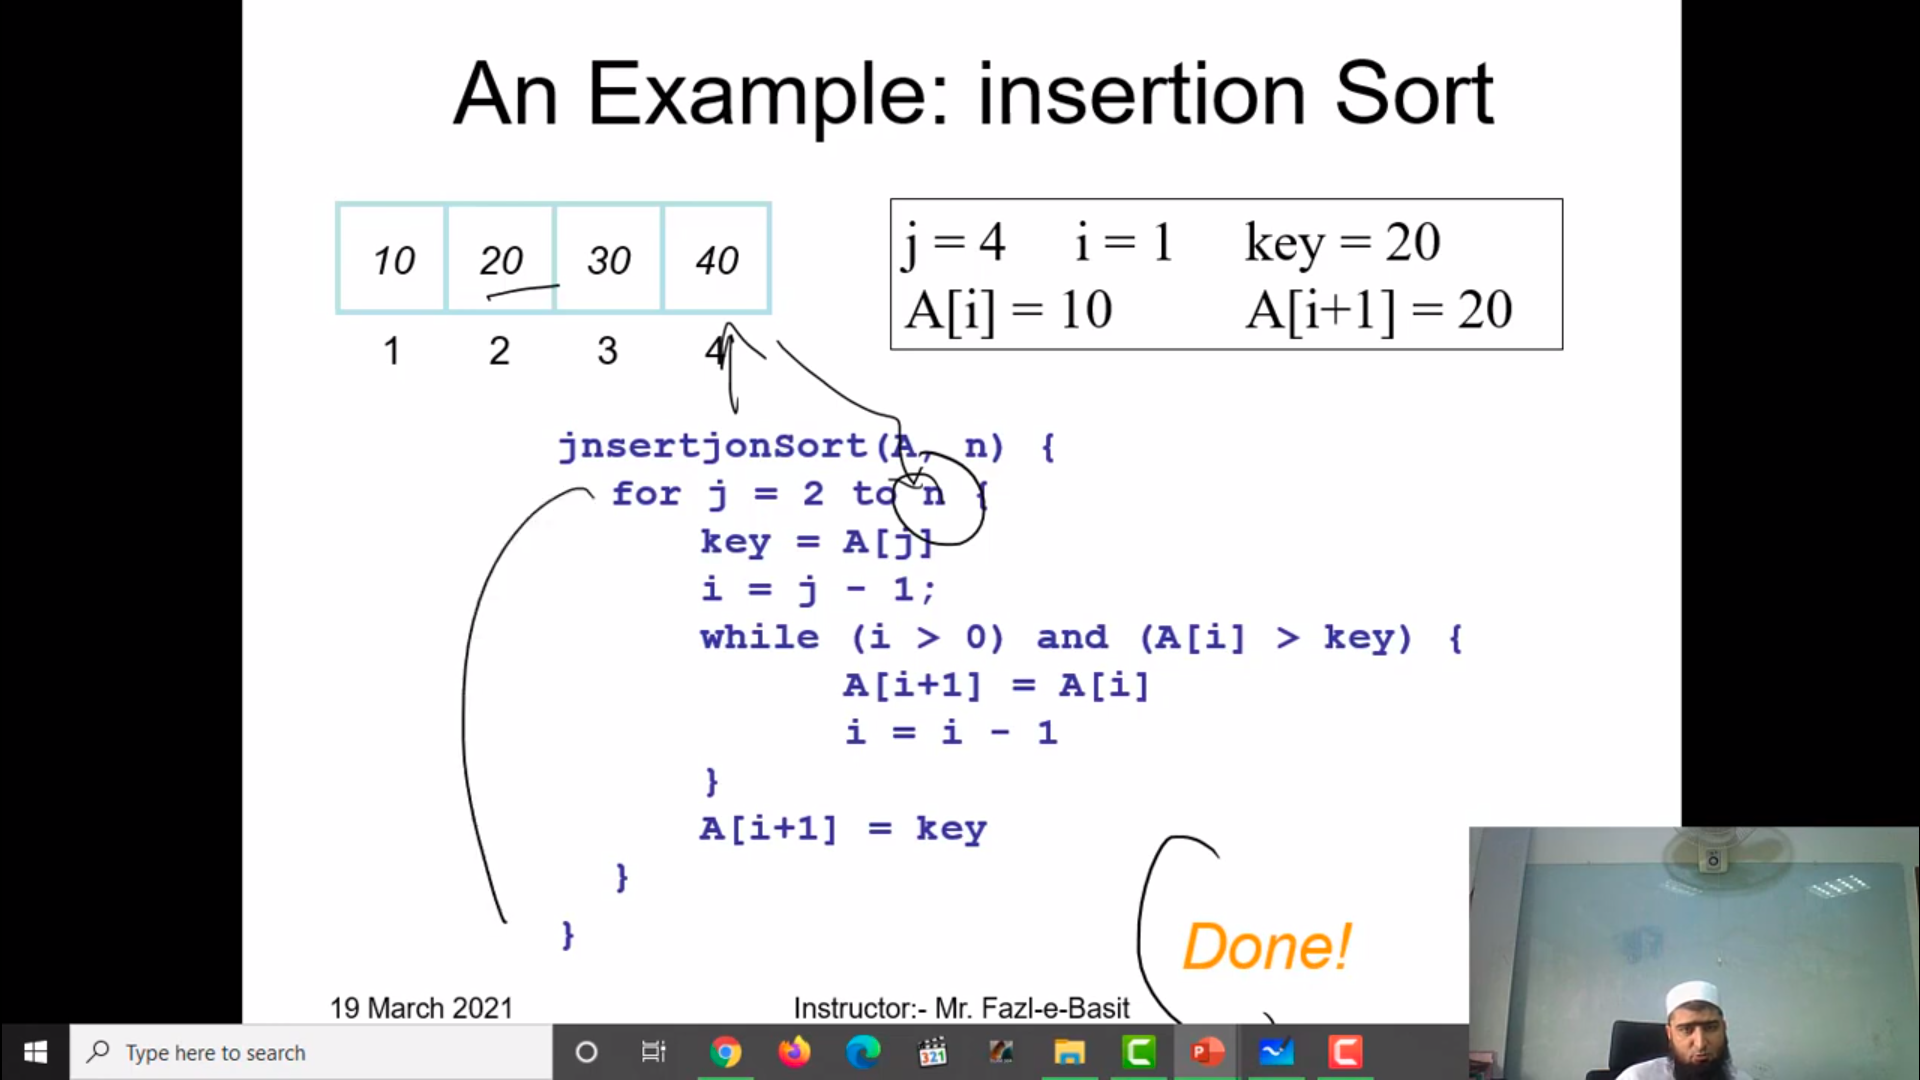 An Example: insertion Sort
10 20 30 40
1 2 3 4
j = 4 i = 1 key = 20
A[i] = 10 A[i+1] = 20
jnsertjonSort(A, n) {
for j = 2 to n {
key = A[j]
i = j - 1;
while (i > 0) and (A[i] > key) {
A[i+1] = A[i]
i = i - 1
}
A[i+1] = key
}
}
Done!
19 March 2021 Instructor:- Mr. Fazl-e-Basit
Type here to search
321